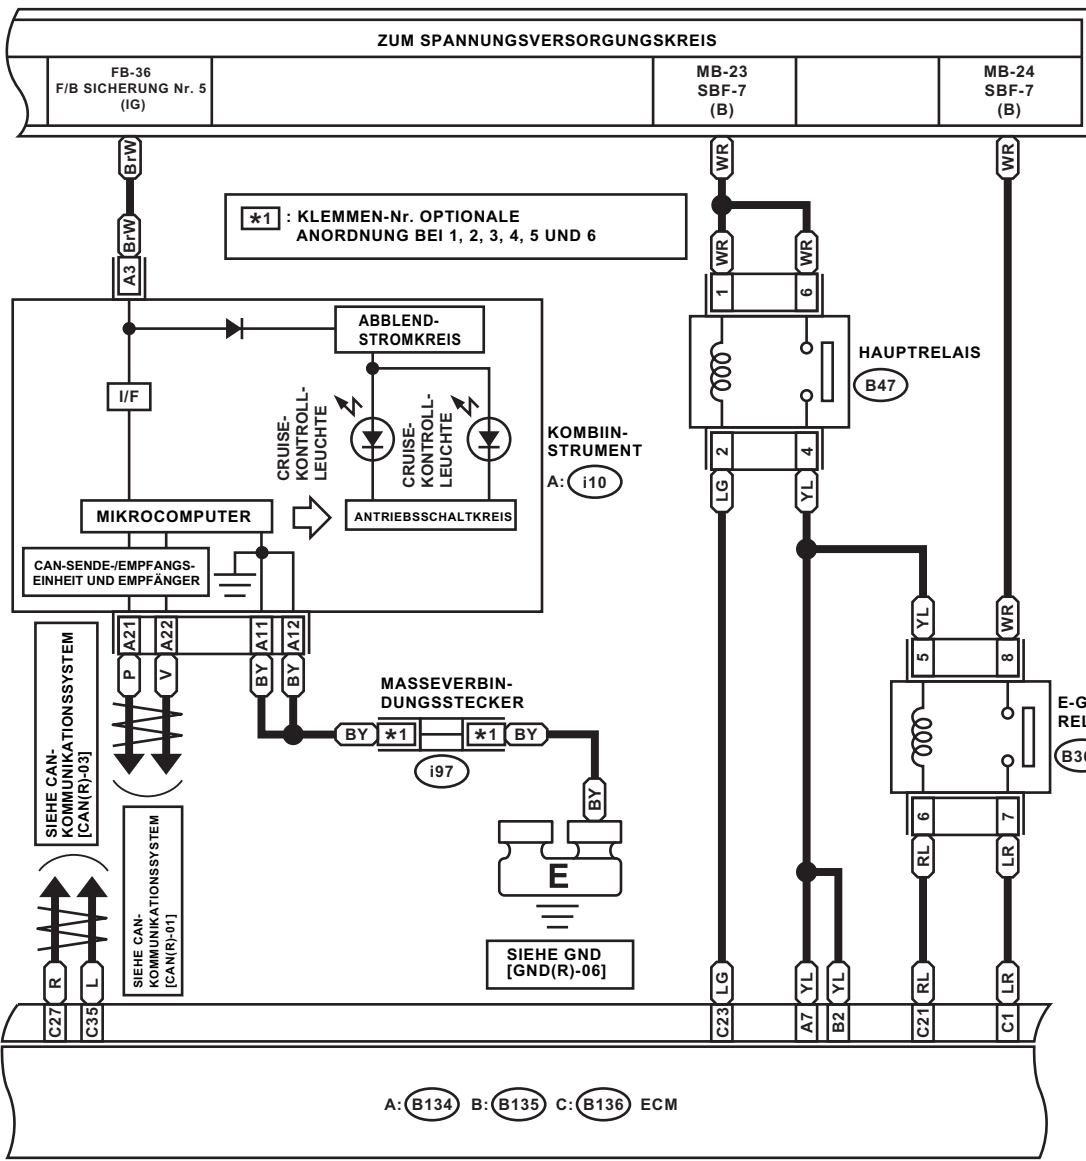 ZUM SPANNUNGSVERSORGUNGSKREIS
FB-36
F/B SICHERUNG Nr. 5
(IG)
MB-23
SBF-7
(B)
MB-24
SBF-7
(B)
BrW
WR
WR
*1 : KLEMMEN-Nr. OPTIONALE
ANORDNUNG BEI 1, 2, 3, 4, 5 UND 6
BrW
A3
WR
WR
1
6
HAUPTRELAIS
B47
2
4
LG
YL
ABBLEND-
STROMKREIS
I/F
CRUISE-
KONTROLL-
LEUCHTE
CRUISE-
KONTROLL-
LEUCHTE
KOMBIIN-
STRUMENT
A: i10
MIKROCOMPUTER
ANTRIEBSSCHALTKREIS
CAN-SENDE-/EMPFANGS-
EINHEIT UND EMPFÄNGER
A21
A22
A11
A12
P
V
BY
BY
YL
WR
5
8
E-G
REL
B30
6
7
RL
LR
MASSEVERBIN-
DUNGSSTECKER
BY
*1
*1
BY
i97
BY
E
SIEHE GND
[GND(R)-06]
SIEHE CAN-
KOMMUNIKATIONSSYSTEM
[CAN(R)-03]
SIEHE CAN-
KOMMUNIKATIONSSYSTEM
[CAN(R)-01]
R
L
LG
YL
YL
RL
LR
C27
C35
C23
A7
B2
C21
C1
A: B134 B: B135 C: B136 ECM